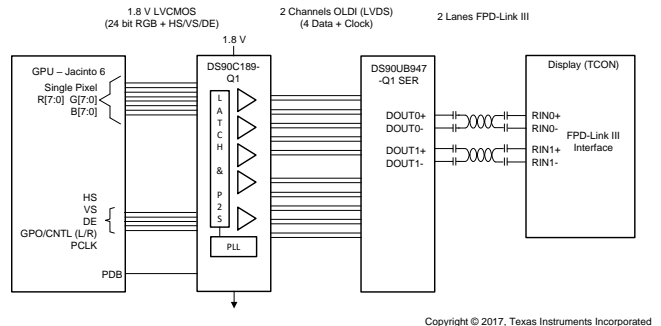 1.8 V LVCMOS
(24 bit RGB + HS/VS/DE)
2 Channels OLDI (LVDS)
(4 Data + Clock)
2 Lanes FPD-Link III
1.8 V
GPU – Jacinto 6
Single Pixel
R[7:0] G[7:0]
B[7:0]
HS
VS
DE
GPO/CNTL (L/R)
PCLK
PDB
DS90C189-
Q1
L
A
T
C
H
&
P
2
S
PLL
DS90UB947
-Q1 SER
DOUT0+
DOUT0-
DOUT1+
DOUT1-
Display (TCON)
RIN0+
RIN0-
FPD-Link III
Interface
RIN1+
RIN1-
Copyright © 2017, Texas Instruments Incorporated